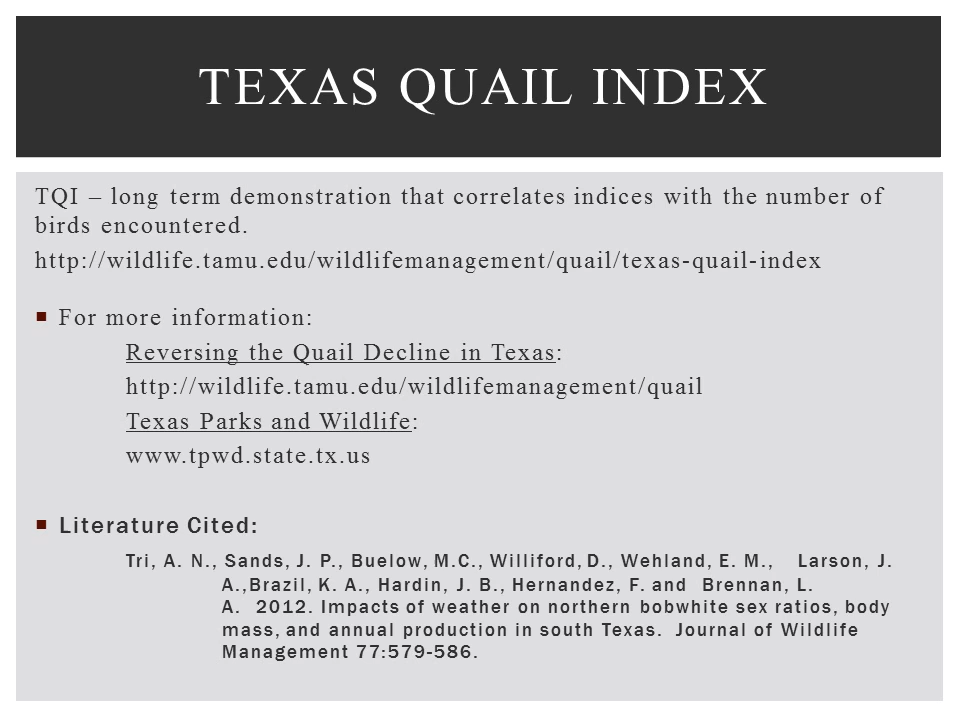 TEXAS QUAIL INDEX
TQI – long term demonstration that correlates indices with the number of
birds encountered.
http://wildlife.tamu.edu/wildlifemanagement/quail/texas-quail-index
For more information:
Reversing the Quail Decline in Texas:
http://wildlife.tamu.edu/wildlifemanagement/quail
Texas Parks and Wildlife:
www.tpwd.state.tx.us
Literature Cited:
Tri, A. N., Sands, J. P., Buelow, M.C., Williford, D., Wehland, E. M., Larson, J.
A.,Brazil, K. A., Hardin, J. B., Hernandez, F. and Brennan, L.
A. 2012. Impacts of weather on northern bobwhite sex ratios, body
mass, and annual production in south Texas. Journal of Wildlife
Management 77:579-586.